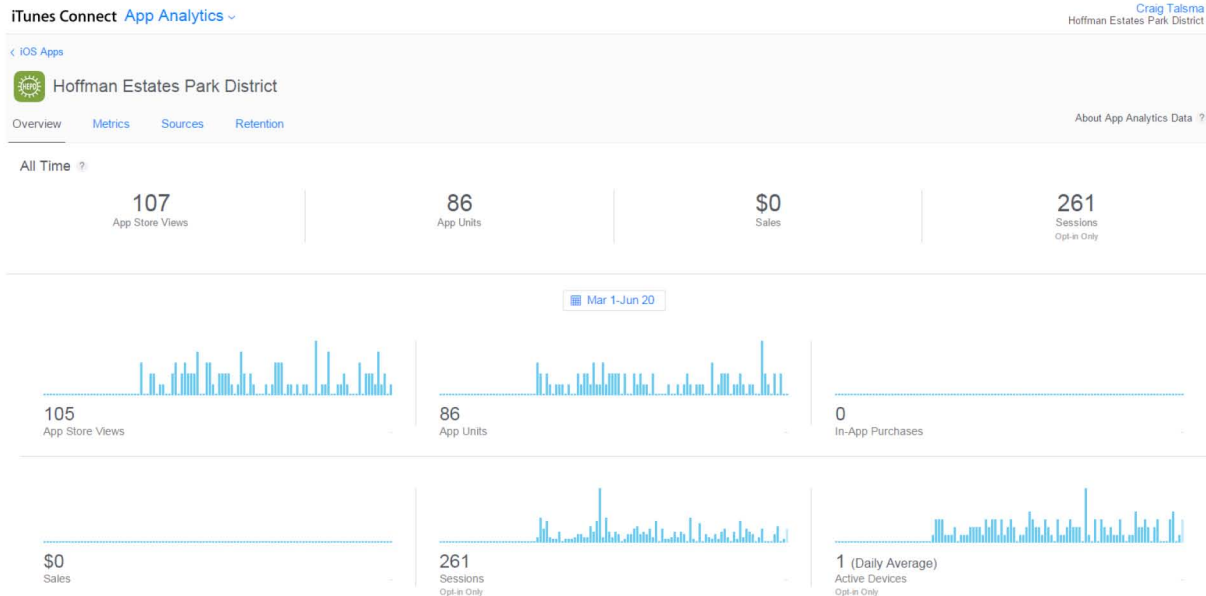 iTunes Connect App Analytics
Craig Talsma
Hoffman Estates Park District
iOS Apps
HEPD
Hoffman Estates Park District
Overview Metrics Sources Retention
About App Analytics Data ?
All Time ?
107 86 $0 261
App Store Views App Units Sales Sessions
Opt-in Only
Mar 1-Jun 20
105 86 0
App Store Views App Units In-App Purchases
$0 261 1 (Daily Average)
Sales Sessions Active Devices
Opt-in Only Opt-in Only